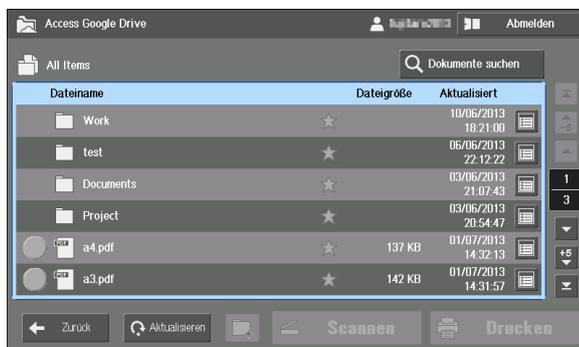 Access Google Drive
Abmelden
All Items
Dokumente suchen
Dateiname Dateigröße Aktualisiert
Work 10/06/2013
18:21:00
test 06/06/2013
22:12:22
Documents 03/06/2013
21:07:43
Project 03/06/2013
20:54:47
PDF a4.pdf 137 KB 01/07/2013
14:32:13
PDF a3.pdf 142 KB 01/07/2013
14:31:57
-5
1
3
+5
Zurück Aktualisieren Scannen Drucken